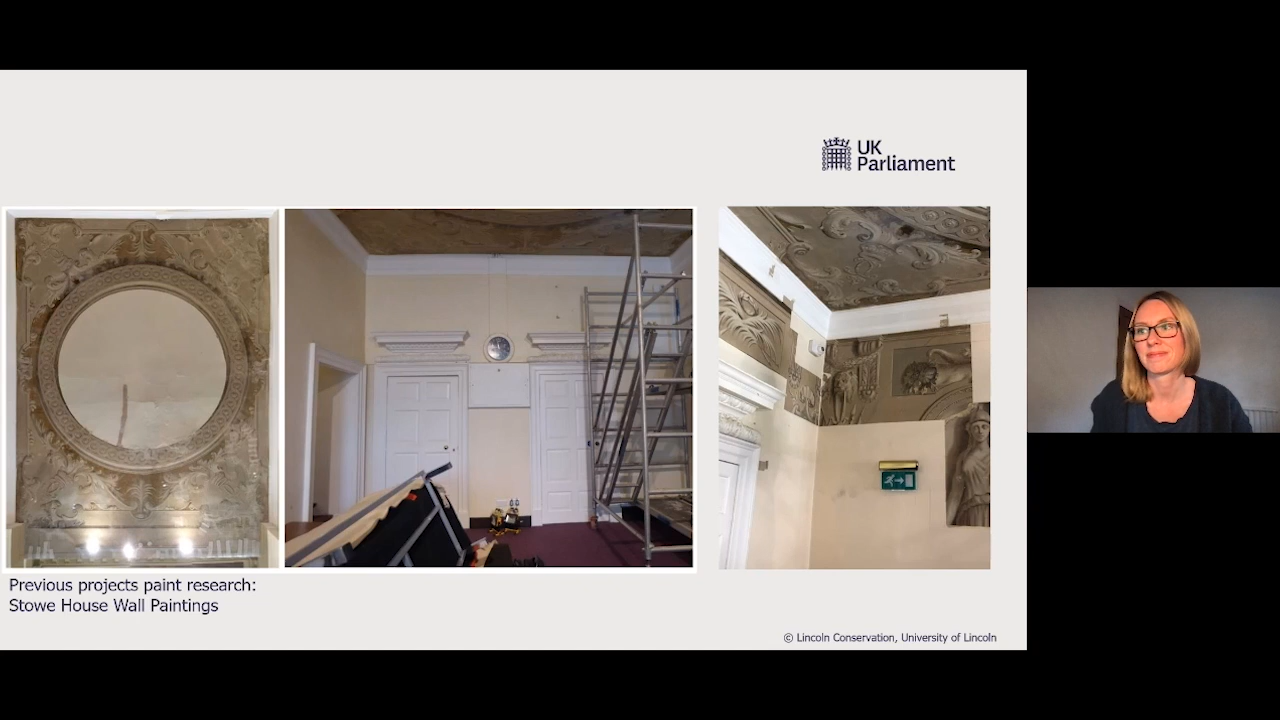 UK
Parliament
Previous projects paint research:
Stowe House Wall Paintings
© Lincoln Conservation, University of Lincoln